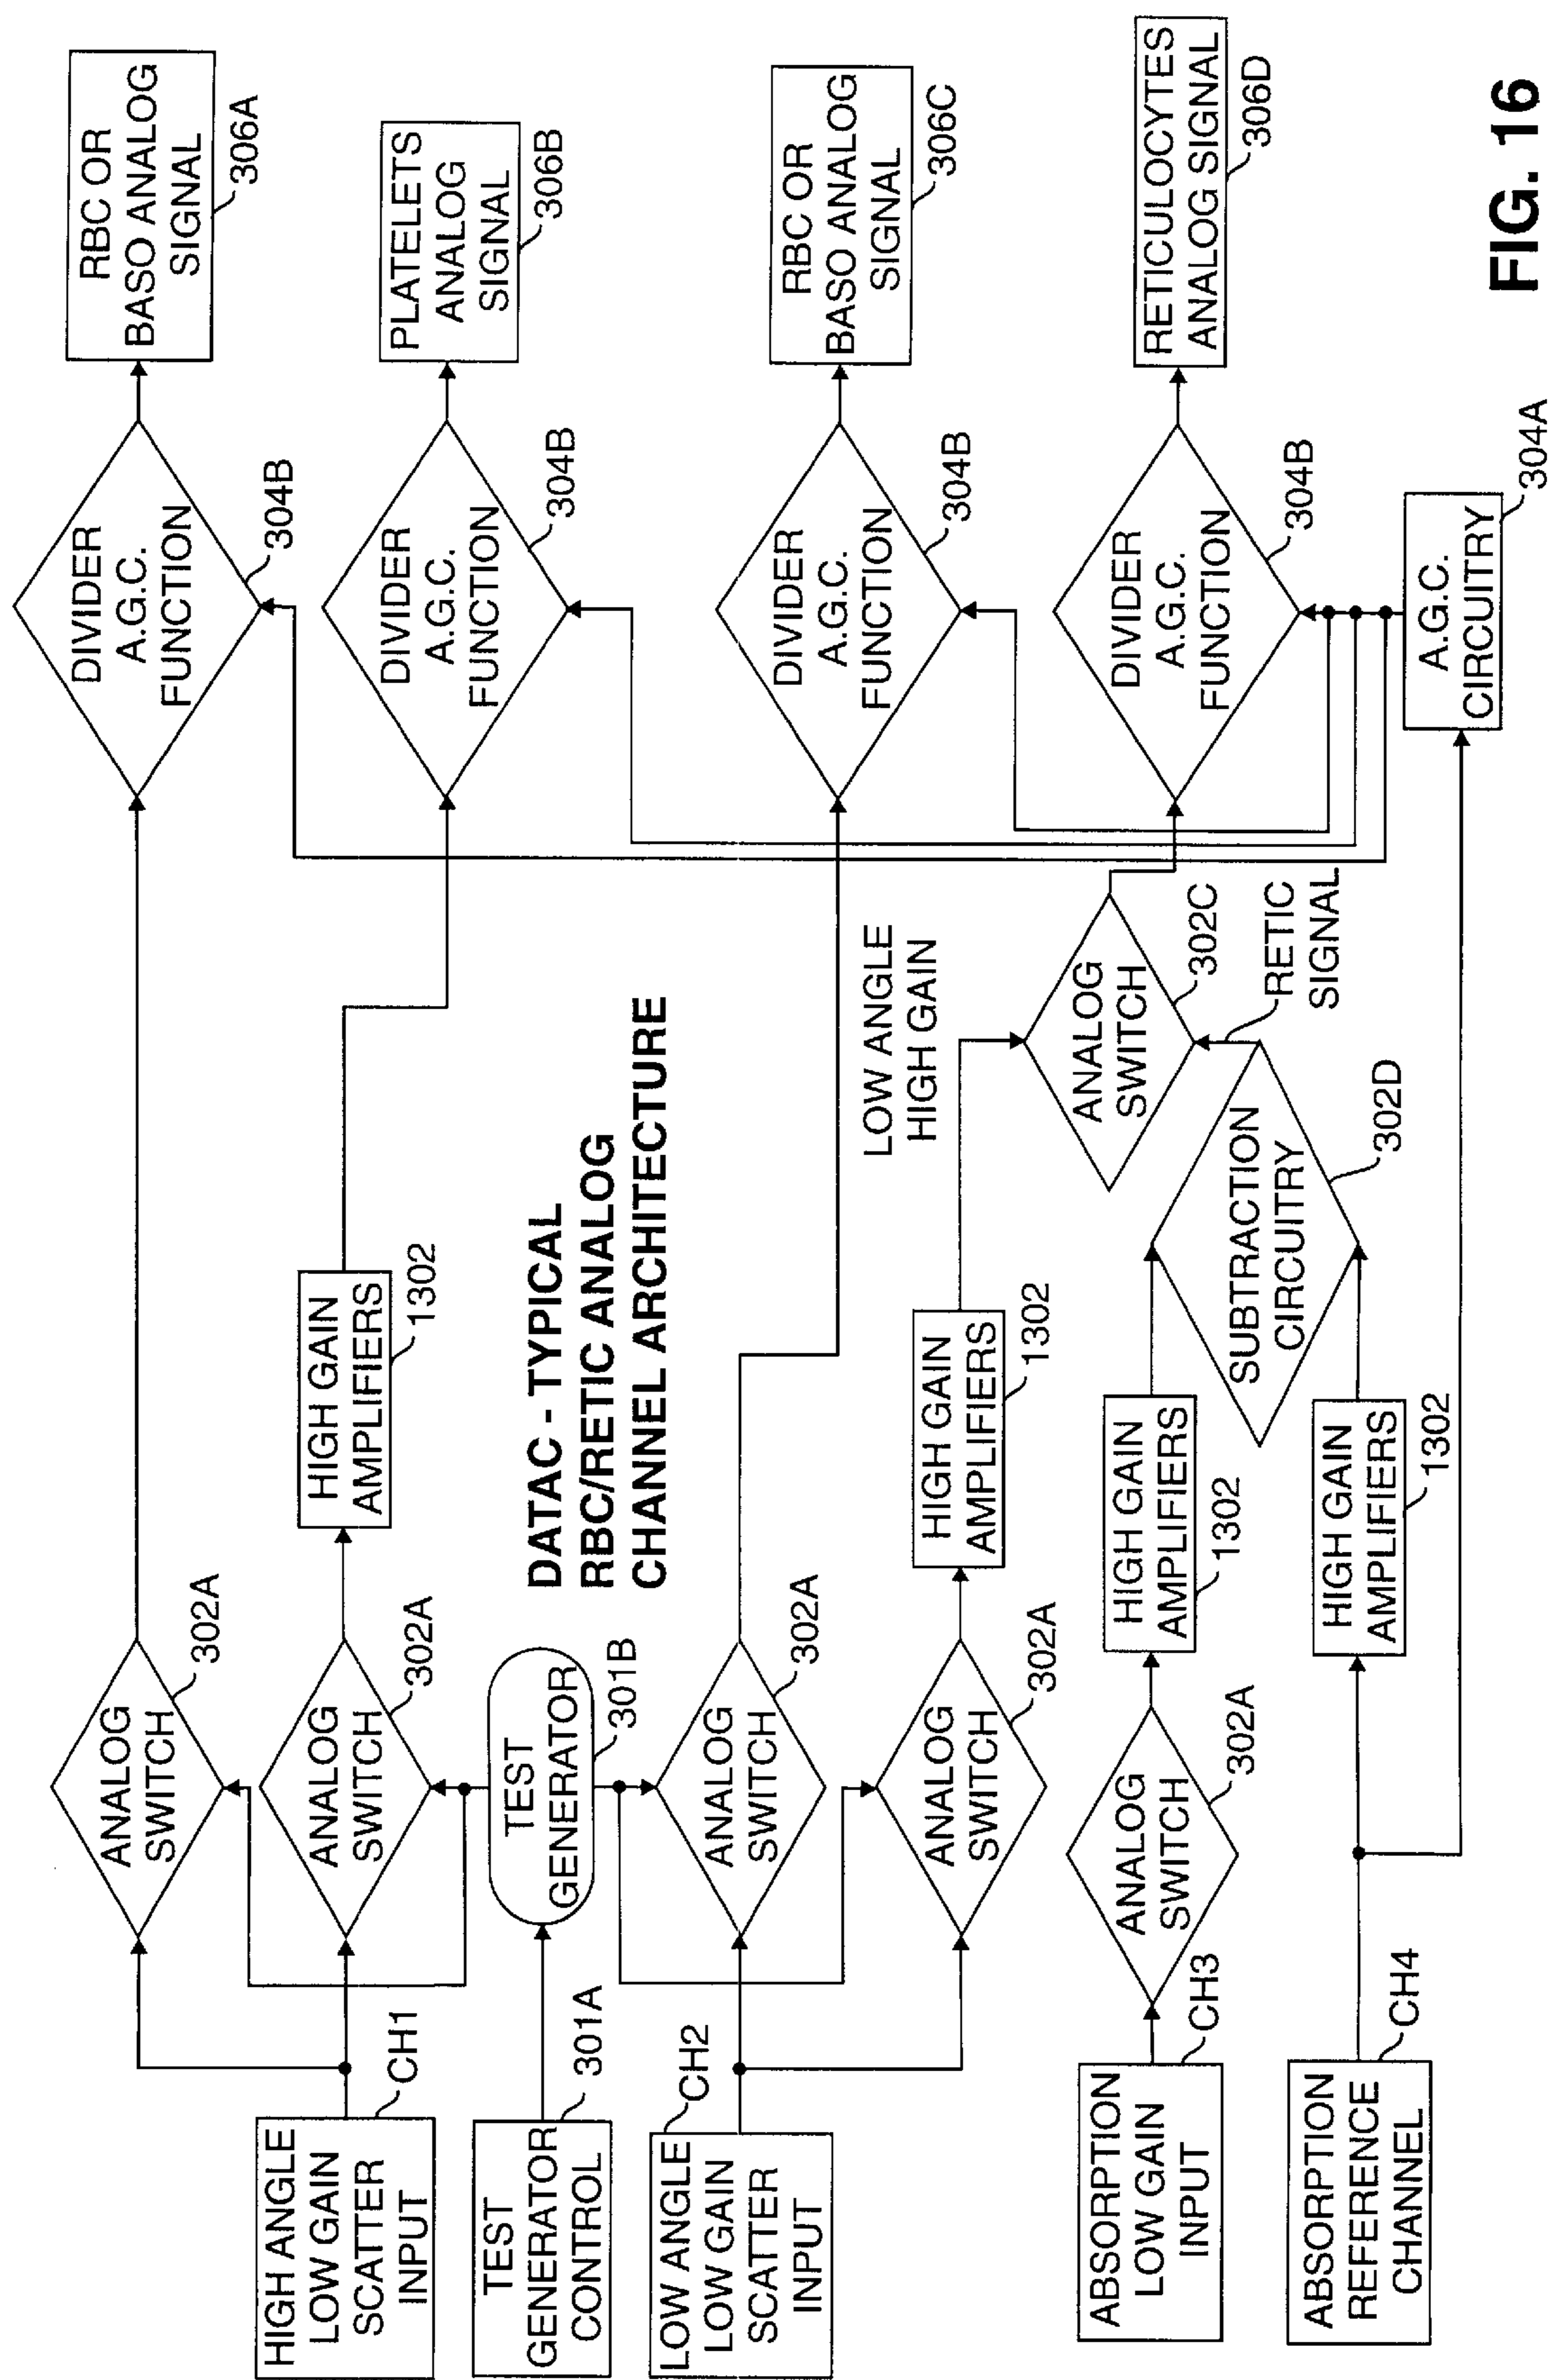 HIGH ANGLE
LOW GAIN
SCATTER
INPUT
CH1
TEST
GENERATOR
CONTROL
301A
LOW ANGLE
LOW GAIN
SCATTER
INPUT
CH2
ABSORPTION
LOW GAIN
INPUT
CH3
ABSORPTION
REFERENCE
CHANNEL
CH4
ANALOG
SWITCH
302A
ANALOG
SWITCH
302A
TEST
GENERATOR
301B
ANALOG
SWITCH
302A
ANALOG
SWITCH
302A
ANALOG
SWITCH
302A
HIGH GAIN
AMPLIFIERS
1302
DATAC - TYPICAL
RBC/RETIC ANALOG
CHANNEL ARCHITECTURE
HIGH GAIN
AMPLIFIERS
1302
HIGH GAIN
AMPLIFIERS
1302
HIGH GAIN
AMPLIFIERS
1302
LOW ANGLE
HIGH GAIN
ANALOG
SWITCH
302C
RETIC
SIGNAL
SUBTRACTION
CIRCUITRY
302D
DIVIDER
A.G.C.
FUNCTION
304B
DIVIDER
A.G.C.
FUNCTION
304B
DIVIDER
A.G.C.
FUNCTION
304B
DIVIDER
A.G.C.
FUNCTION
304B
A.G.C.
CIRCUITRY
304A
RBC OR
BASO ANALOG
SIGNAL
306A
PLATELETS
ANALOG
SIGNAL
306B
RBC OR
BASO ANALOG
SIGNAL
306C
RETICULOCYTES
ANALOG SIGNAL
306D
FIG. 16